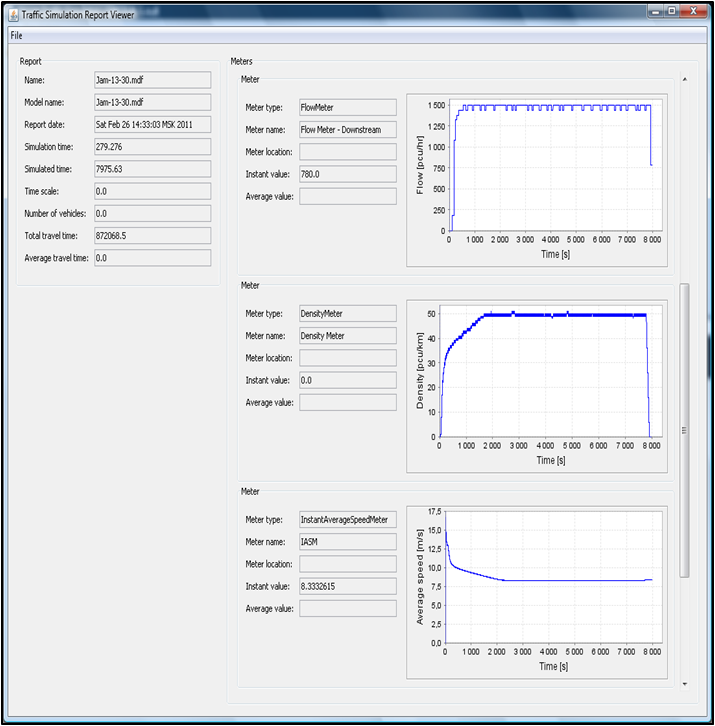 Traffic Simulation Report Viewer
File
Report
Name: Jam-13-30.mdf
Model name: Jam-13-30.mdf
Report date: Sat Feb 26 14:33:03 MSK 2011
Simulation time: 279.276
Simulated time: 7975.63
Time scale: 0.0
Number of vehicles: 0.0
Total travel time: 872068.5
Average travel time: 0.0
Meters
Meter
Meter type: FlowMeter
Meter name: Flow Meter - Downstream
Meter location:
Instant value: 780.0
Average value:
Flow [pcu/hr]
1 500
1 250
1 000
750
500
250
0
0 1 000 2 000 3 000 4 000 5 000 6 000 7 000 8 000
Time [s]
Meter
Meter type: DensityMeter
Meter name: Density Meter
Meter location:
Instant value: 0.0
Average value:
Density [pcu/km]
50
40
30
20
10
0
0 1 000 2 000 3 000 4 000 5 000 6 000 7 000 8 000
Time [s]
Meter
Meter type: InstantAverageSpeedMeter
Meter name: IASM
Meter location:
Instant value: 8.3332615
Average value:
Average speed [m/s]
17,5
15,0
12,5
10,0
7,5
5,0
2,5
0,0
0 1 000 2 000 3 000 4 000 5 000 6 000 7 000 8 000
Time [s]